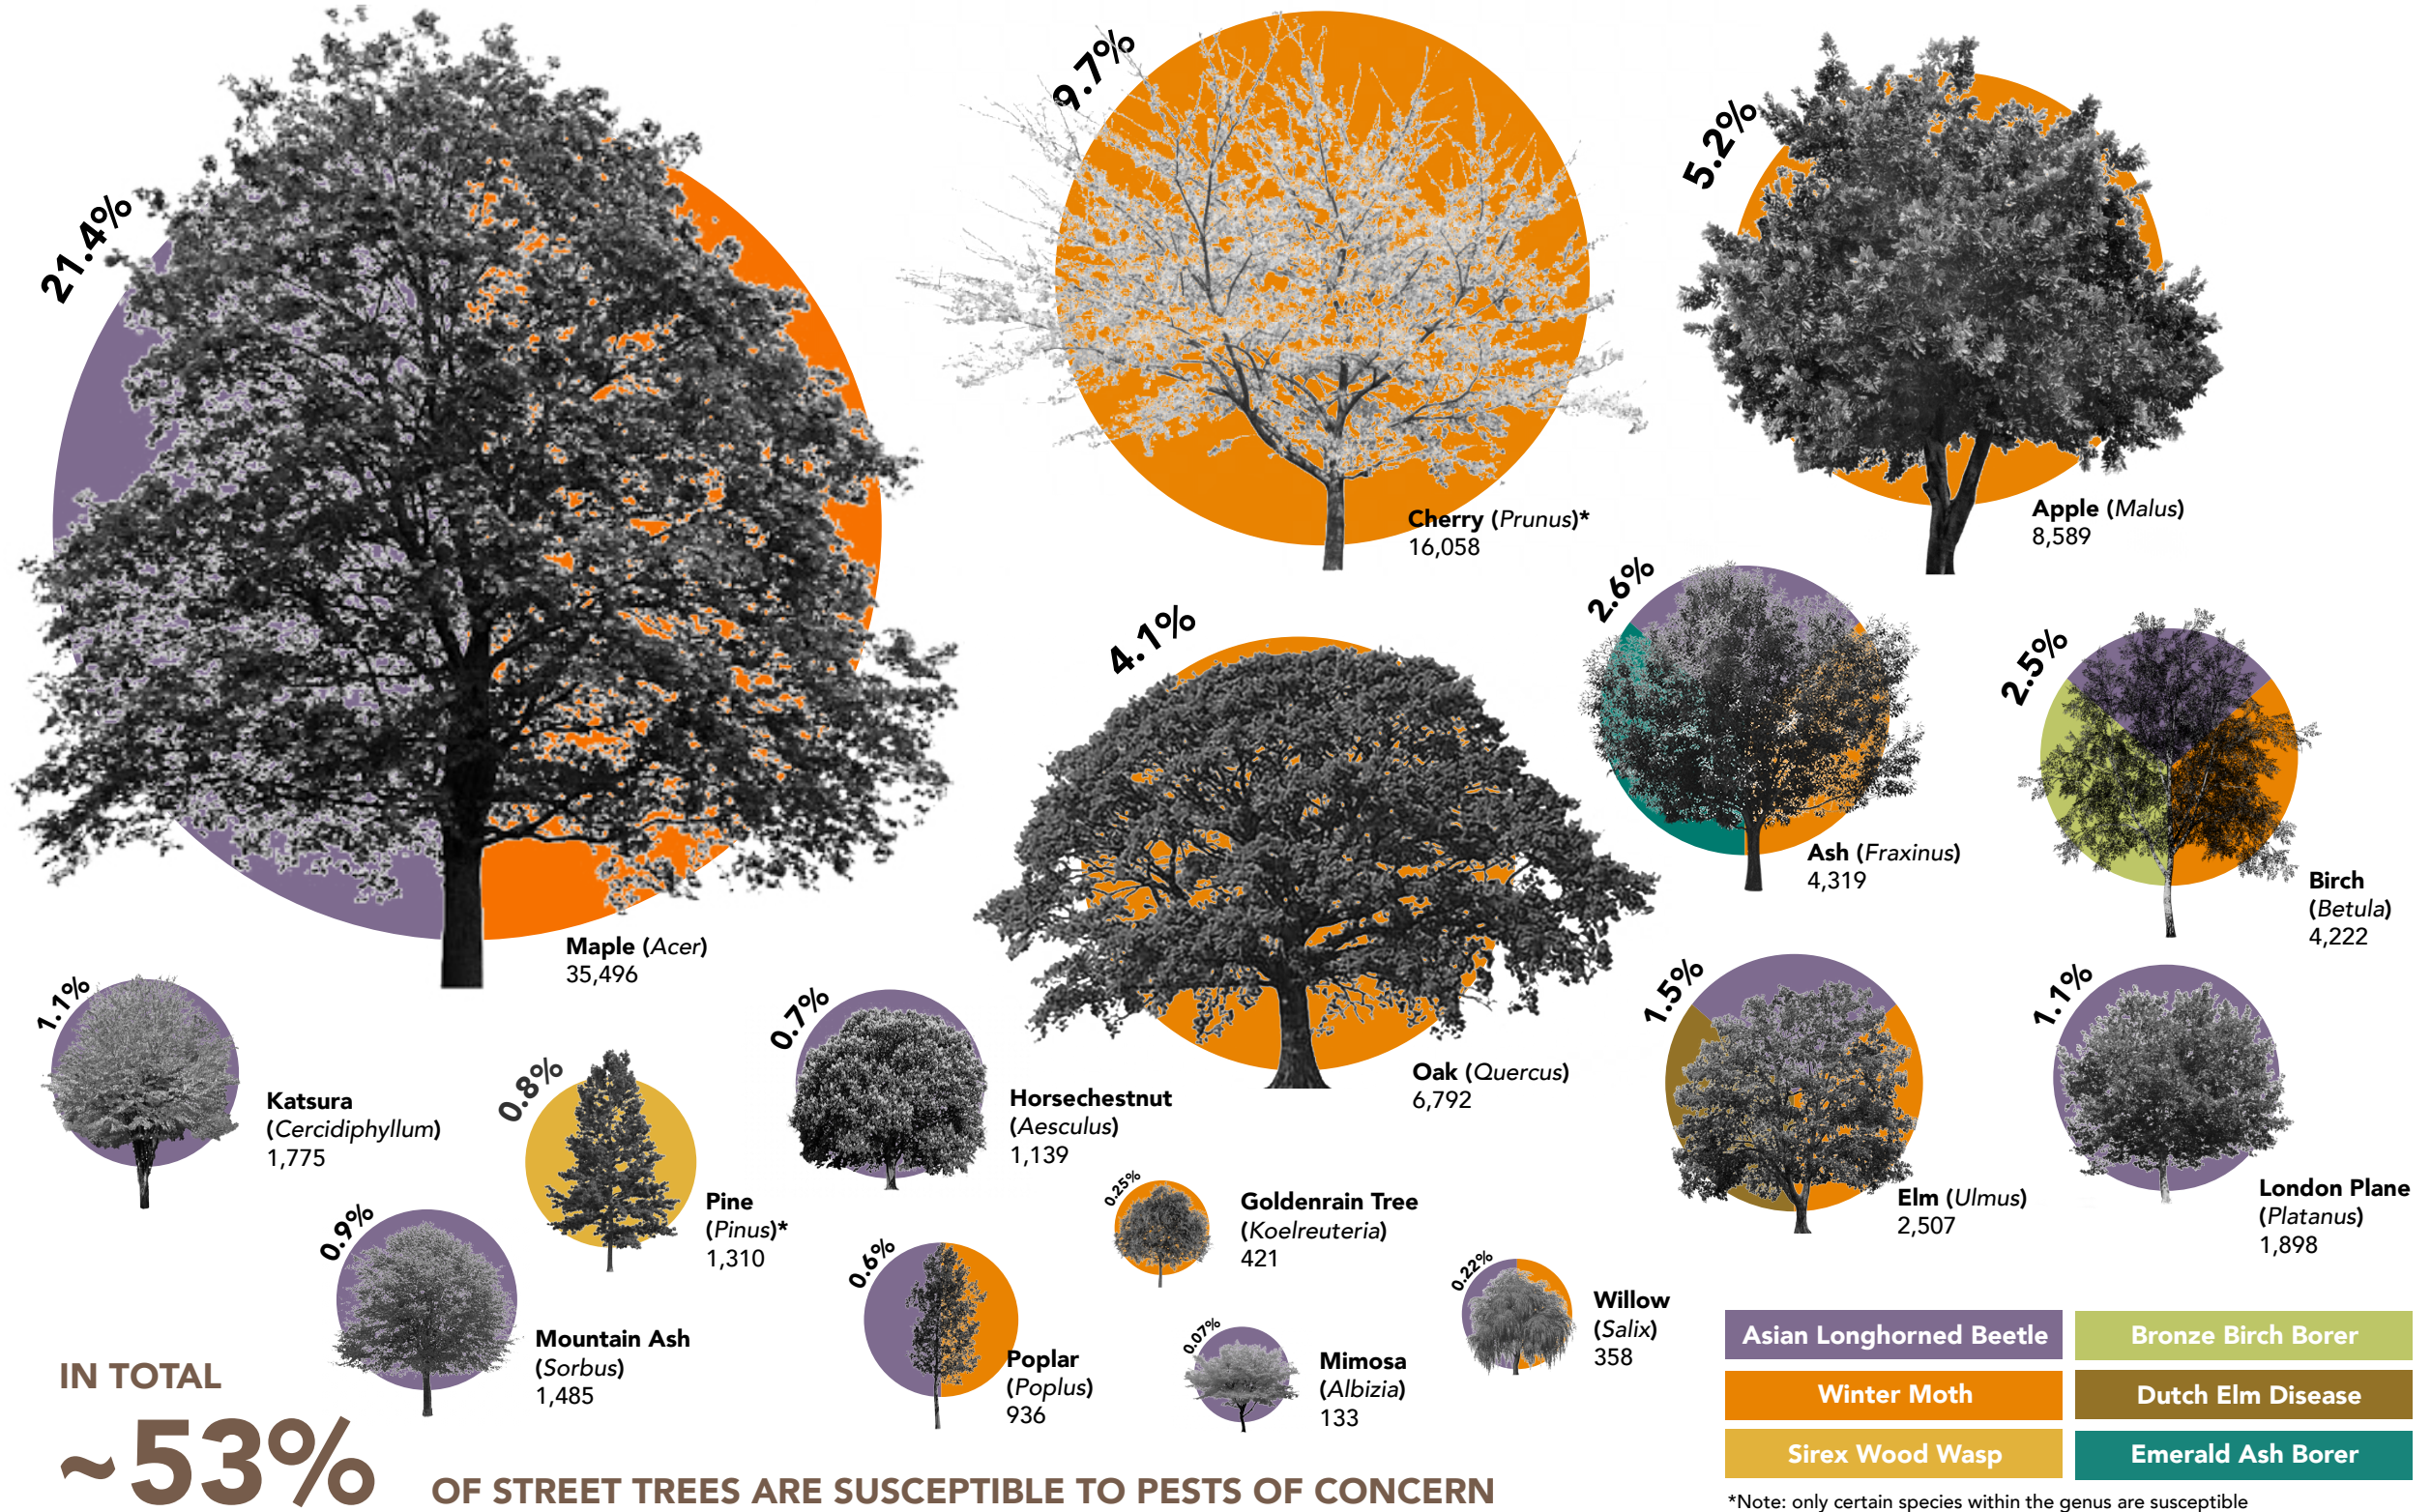 21.4%
Maple (Acer)
35,496
9.7%
Cherry (Prunus)*
16,058
5.2%
Apple (Malus)
8,589
4.1%
Oak (Quercus)
6,792
2.6%
Ash (Fraxinus)
4,319
2.5%
Birch
(Betula)
4,222
1.5%
Elm (Ulmus)
2,507
1.1%
London Plane
(Platanus)
1,898
1.1%
Katsura
(Cercidiphyllum)
1,775
0.9%
Mountain Ash
(Sorbus)
1,485
0.8%
Pine
(Pinus)*
1,310
0.7%
Horsechestnut
(Aesculus)
1,139
0.6%
Poplar
(Poplus)
936
0.25%
Goldenrain Tree
(Koelreuteria)
421
0.22%
Willow
(Salix)
358
0.07%
Mimosa
(Albizia)
133
IN TOTAL
~53%
OF STREET TREES ARE SUSCEPTIBLE TO PESTS OF CONCERN
Asian Longhorned Beetle
Bronze Birch Borer
Winter Moth
Dutch Elm Disease
Sirex Wood Wasp
Emerald Ash Borer
*Note: only certain species within the genus are susceptible